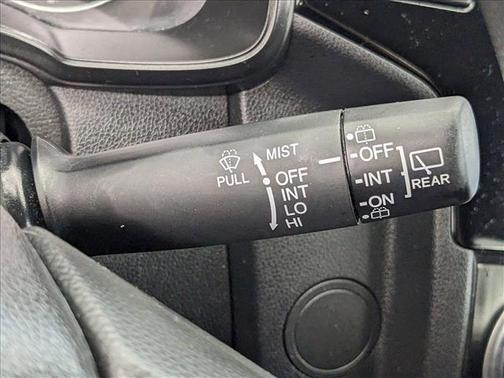 PULL
MIST
OFF
INT
LO
HI
OFF
INT
ON
REAR